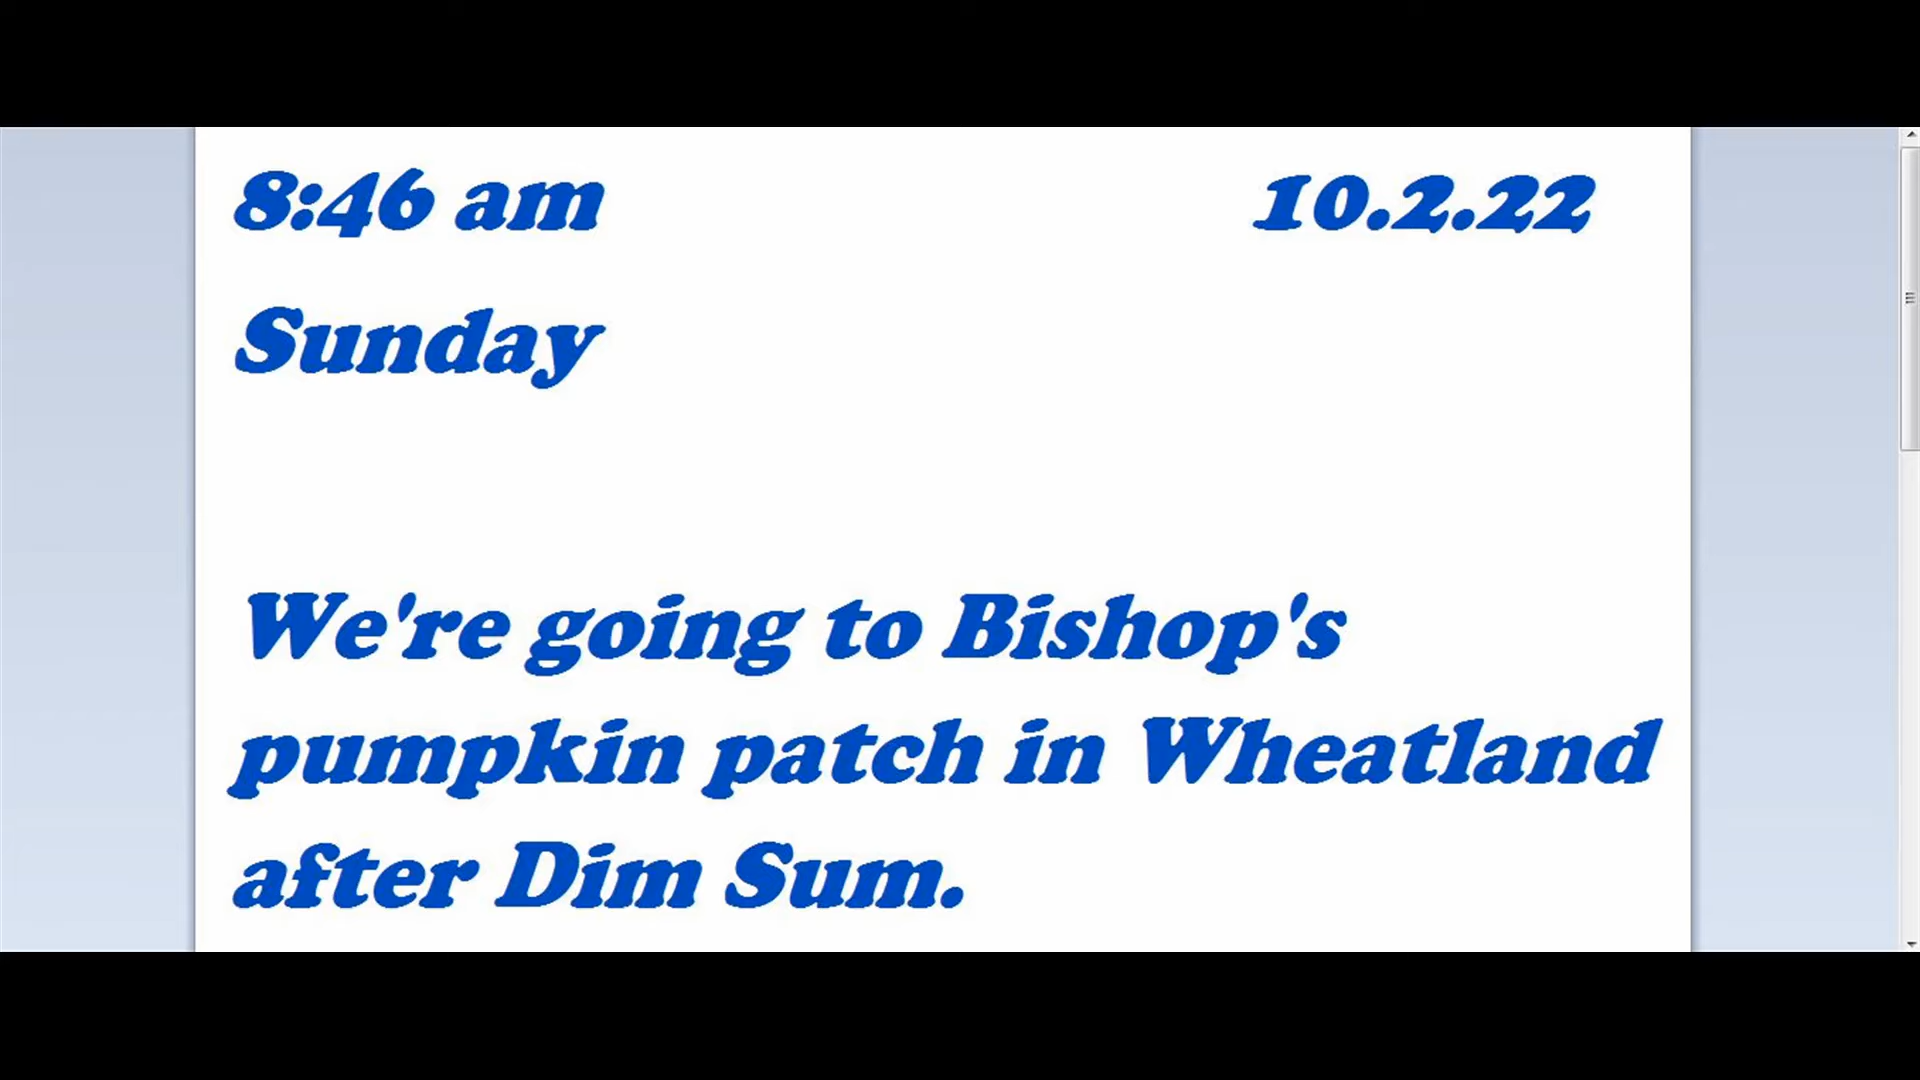 8:46 am 10.2.22
Sunday
We're going to Bishop's
pumpkin patch in Wheatland
after Dim Sum.